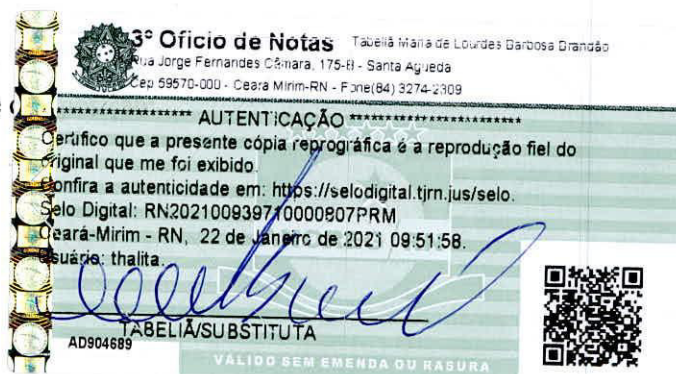 3º Ofício de Notas Tabeliã Maria de Lourdes Barbosa Brandão
Rua Jorge Fernandes Câmara, 175-B - Santa Agueda
Cep 59570-000 - Ceara Mirim-RN - Fone(84) 3274-2309
******************** AUTENTICAÇÃO ********************
Certifico que a presente cópia reprográfica é a reprodução fiel do
original que me foi exibido.
Confira a autenticidade em: https://selodigital.tjrn.jus/selo.
Selo Digital: RN202100939710000807PRM
Ceará-Mirim - RN, 22 de Janeiro de 2021 09:51:58.
Usuário: thalita.
TABELIÃ/SUBSTITUTA
AD904689
VÁLIDO SEM EMENDA OU RASURA